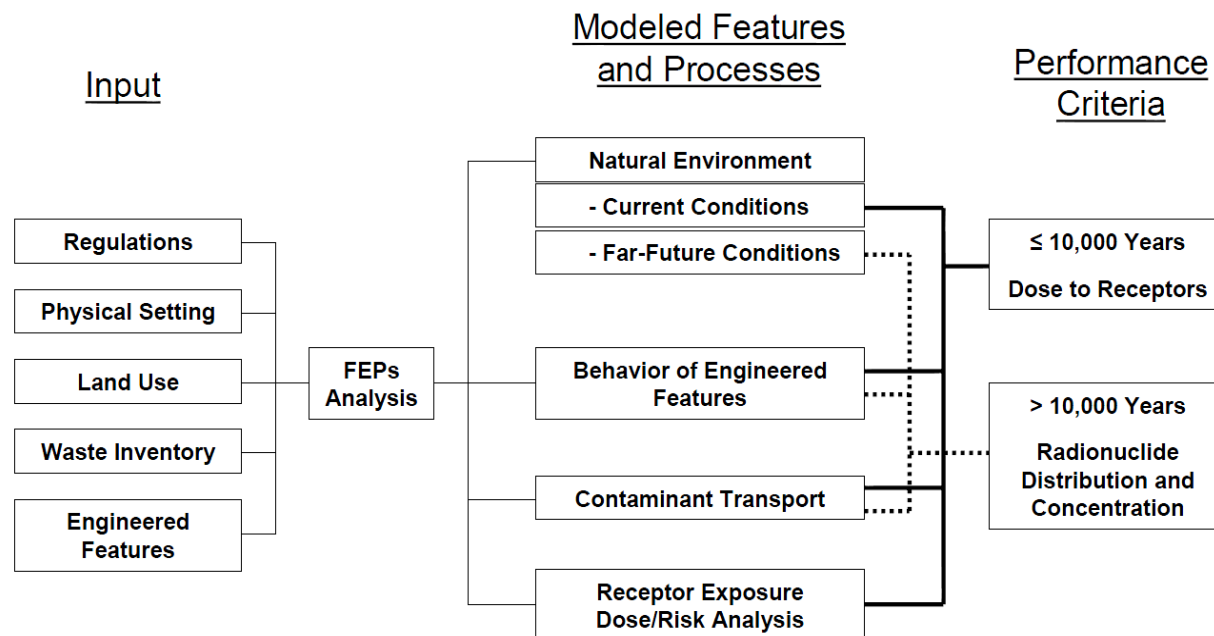 Input
Regulations
Physical Setting
Land Use
Waste Inventory
Engineered
Features
FEPs
Analysis
Modeled Features
and Processes
Natural Environment
- Current Conditions
- Far-Future Conditions
Behavior of Engineered
Features
Contaminant Transport
Receptor Exposure
Dose/Risk Analysis
Performance
Criteria
≤ 10,000 Years
Dose to Receptors
> 10,000 Years
Radionuclide
Distribution and
Concentration